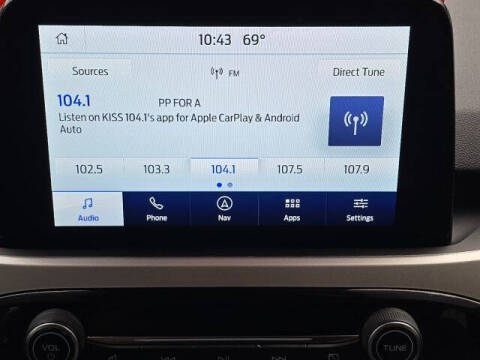 10:43 69°
Sources FM Direct Tune
104.1 PP FOR A
Listen on KISS 104.1's app for Apple CarPlay & Android
Auto
102.5 103.3 104.1 107.5 107.9
Audio Phone Nav Apps Settings
VOL TUNE